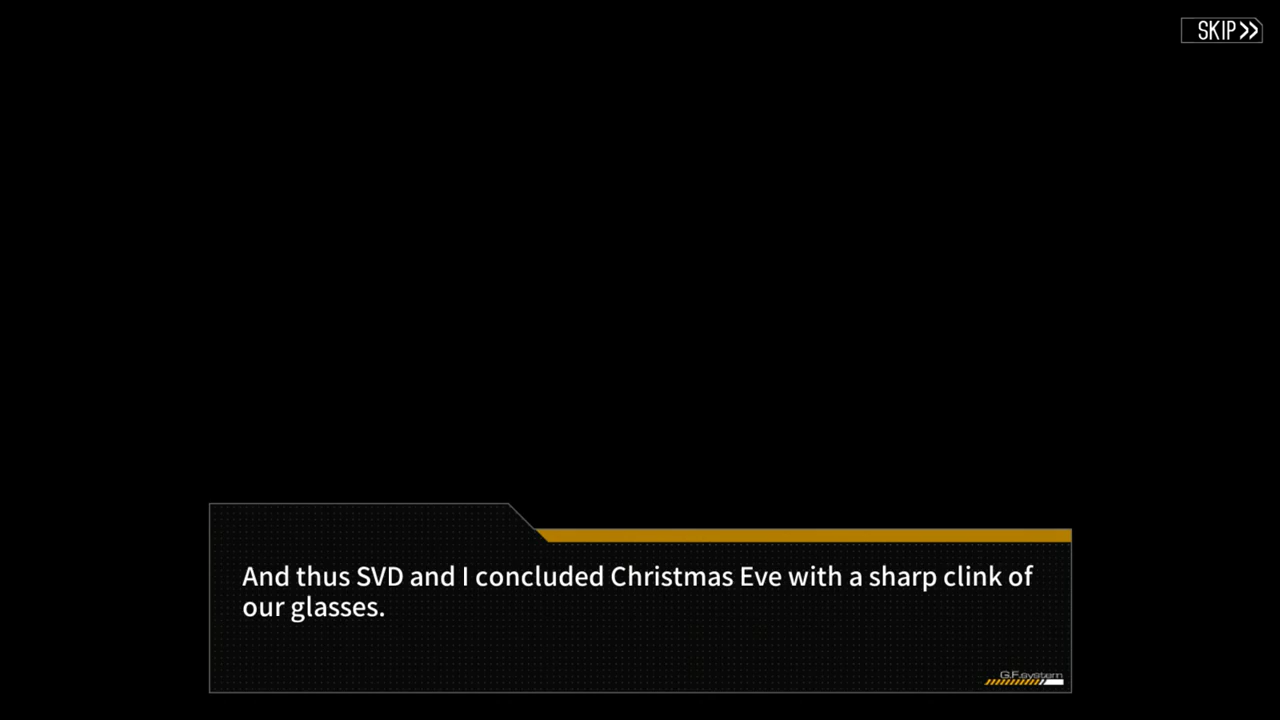 SKIP
And thus SVD and I concluded Christmas Eve with a sharp clink of
our glasses.
G.F.system